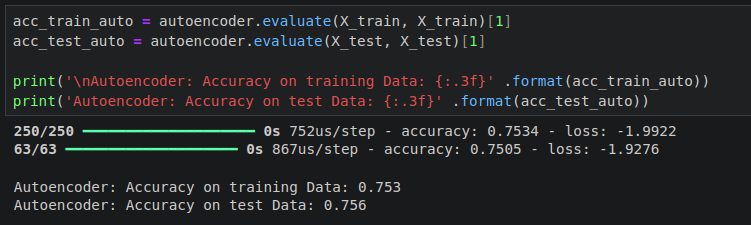 acc_train_auto = autoencoder.evaluate(X_train, X_train)[1]
acc_test_auto = autoencoder.evaluate(X_test, X_test)[1]
print('\nAutoencoder: Accuracy on training Data: {:.3f}' .format(acc_train_auto))
print('Autoencoder: Accuracy on test Data: {:.3f}' .format(acc_test_auto))
250/250 ━━━━━━━━━━━━━━━━━━━━ 0s 752us/step - accuracy: 0.7534 - loss: -1.9922
63/63 ━━━━━━━━━━━━━━━━━━━━ 0s 867us/step - accuracy: 0.7505 - loss: -1.9276
Autoencoder: Accuracy on training Data: 0.753
Autoencoder: Accuracy on test Data: 0.756